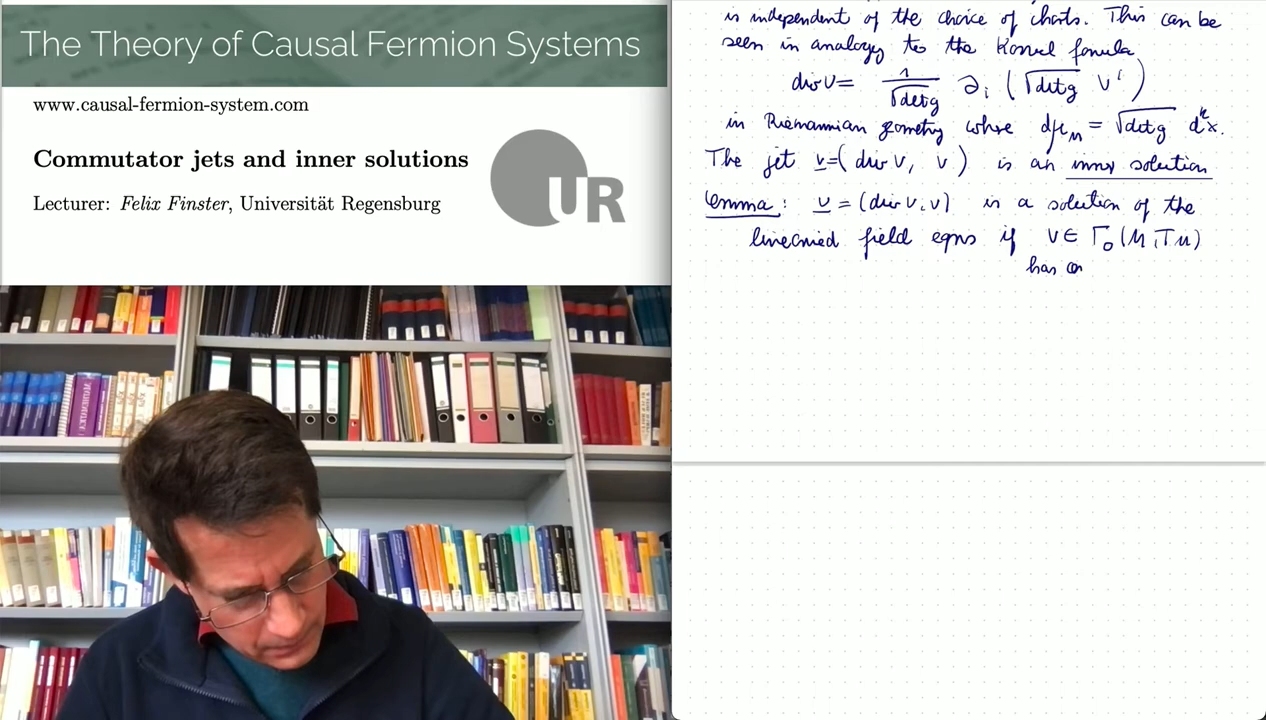 The Theory of Causal Fermion Systems
www.causal-fermion-system.com
Commutator jets and inner solutions
Lecturer: Felix Finster, Universität Regensburg
UR
is independent of the choice of charts. This can be
seen in analogy to the Koszul formula
div v = 1/√det g ∂_i ( √det g v^i )
in Riemannian geometry where dμ_M = √det g d^k x.
The jet v = ( div v, v ) is an inner solution
Lemma: v = (div v, v) is a solution of the
linearized field eqns if v ∈ Γ_0 (M, TM)
has co